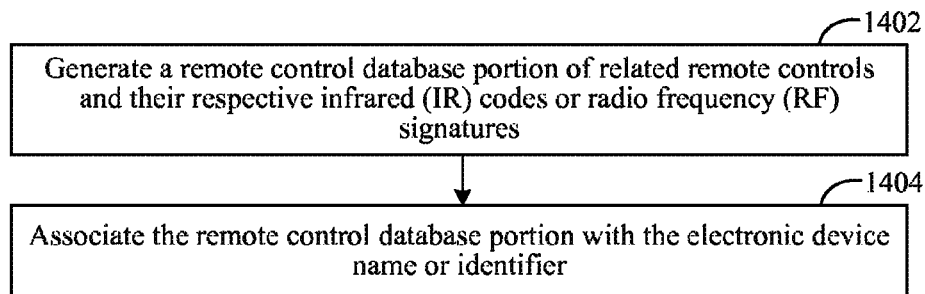 1402
Generate a remote control database portion of related remote controls
and their respective infrared (IR) codes or radio frequency (RF)
signatures
1404
Associate the remote control database portion with the electronic device
name or identifier